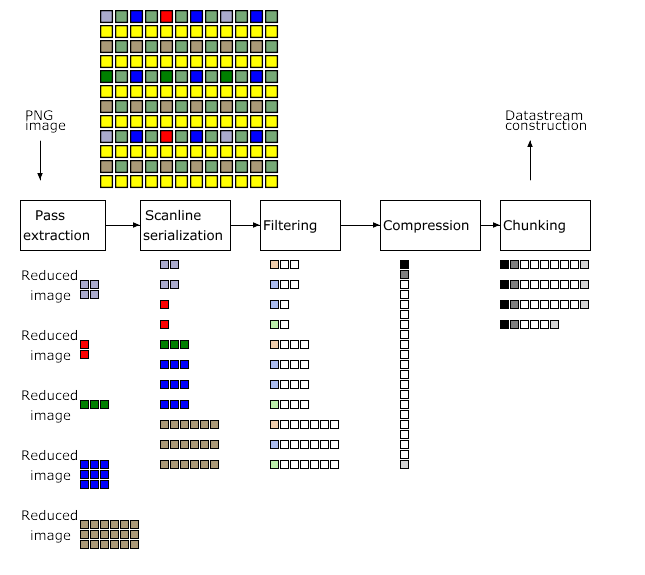 PNG
image
Datastream
construction
Pass
extraction
Scanline
serialization
Filtering
Compression
Chunking
Reduced
image
Reduced
image
Reduced
image
Reduced
image
Reduced
image